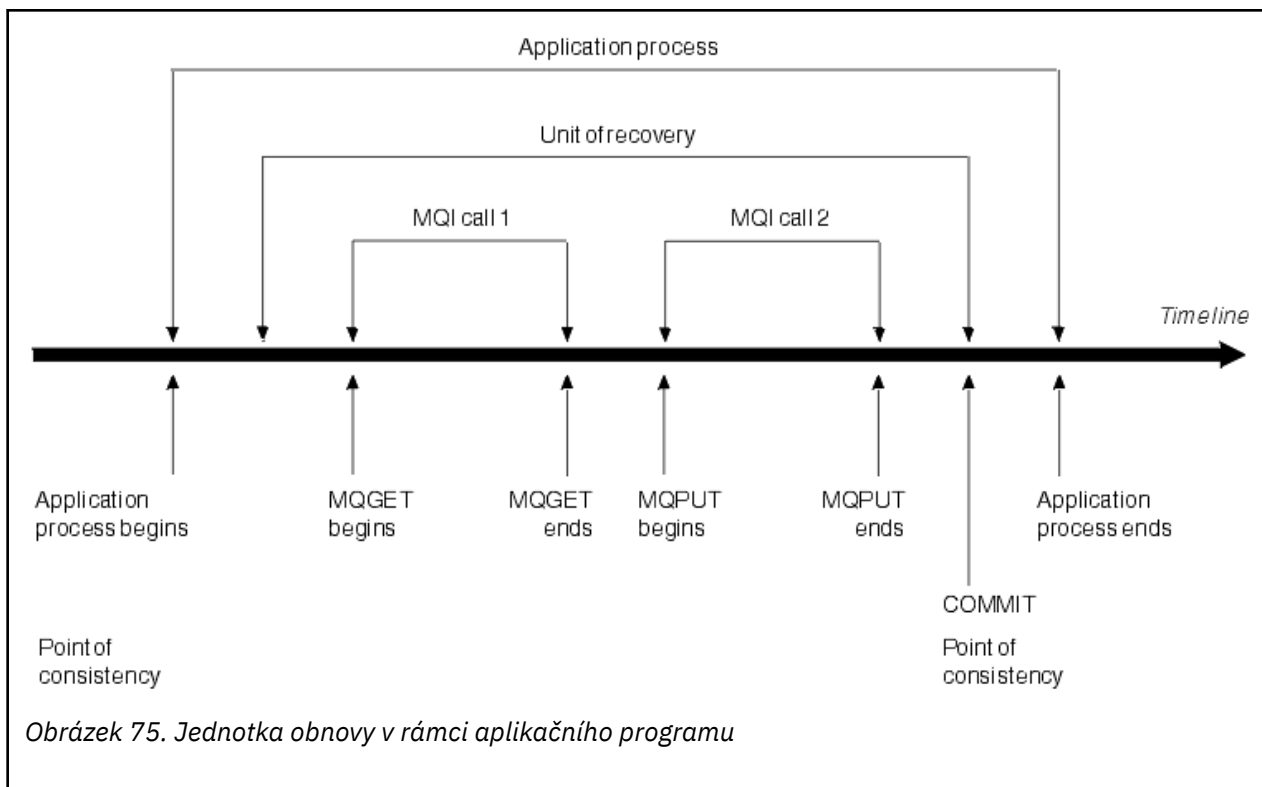 Application process
Unit of recovery
MQI call 1
MQI call 2
Timeline
Application
process begins
MQGET
begins
MQGET
ends
MQPUT
begins
MQPUT
ends
Application
process ends
COMMIT
Point of
consistency
Point of
consistency
Obrázek 75. Jednotka obnovy v rámci aplikačního programu